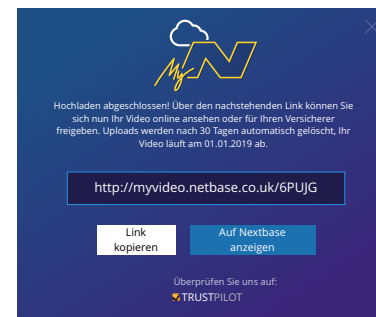 My N
Hochladen abgeschlossen! Über den nachstehenden Link können Sie
sich nun Ihr Video online ansehen oder für Ihren Versicherer
freigeben. Uploads werden nach 30 Tagen automatisch gelöscht, Ihr
Video läuft am 01.01.2019 ab.
http://myvideo.netbase.co.uk/6PUJG
Link
kopieren
Auf Nextbase
anzeigen
Überprüfen Sie uns auf:
TRUSTPILOT